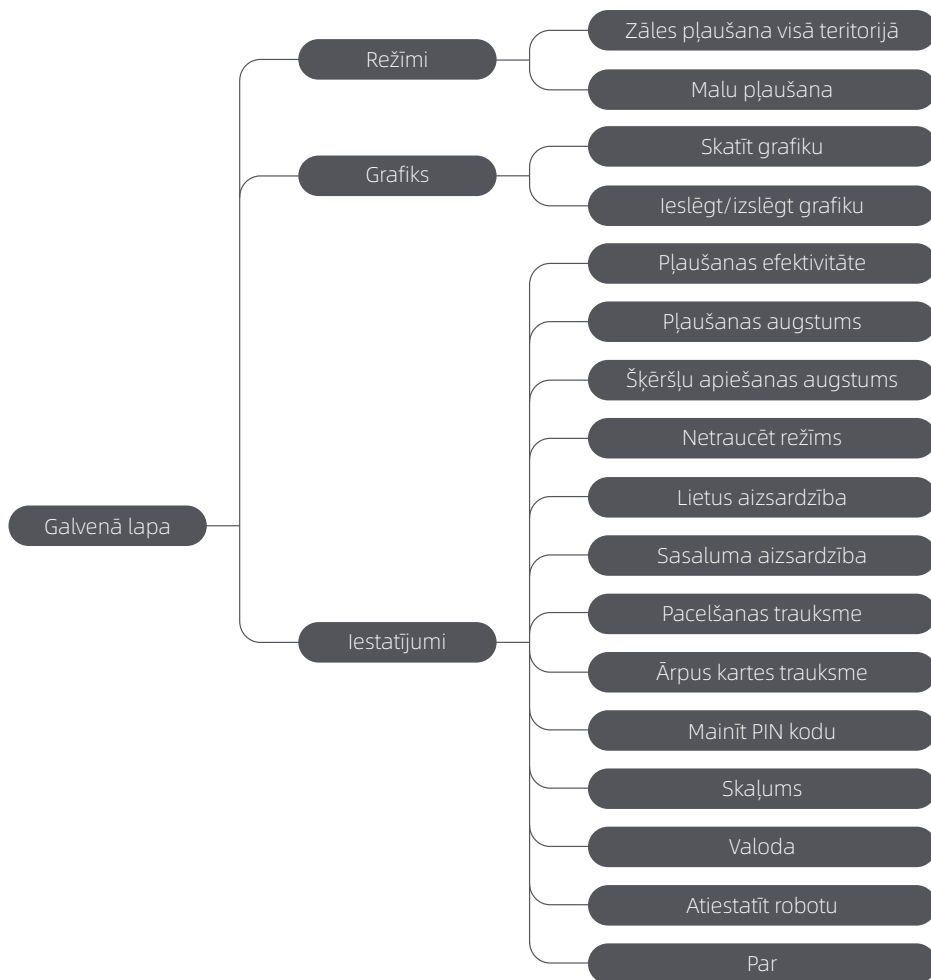 Galvenā lapa
Režīmi
Zāles pļaušana visā teritorijā
Malu pļaušana
Grafiks
Skatīt grafiku
Ieslēgt/izslēgt grafiku
Iestatījumi
Pļaušanas efektivitāte
Pļaušanas augstums
Šķēršļu apiešanas augstums
Netraucēt režīms
Lietus aizsardzība
Sasaluma aizsardzība
Pacelšanas trauksme
Ārpus kartes trauksme
Mainīt PIN kodu
Skaļums
Valoda
Atiestatīt robotu
Par